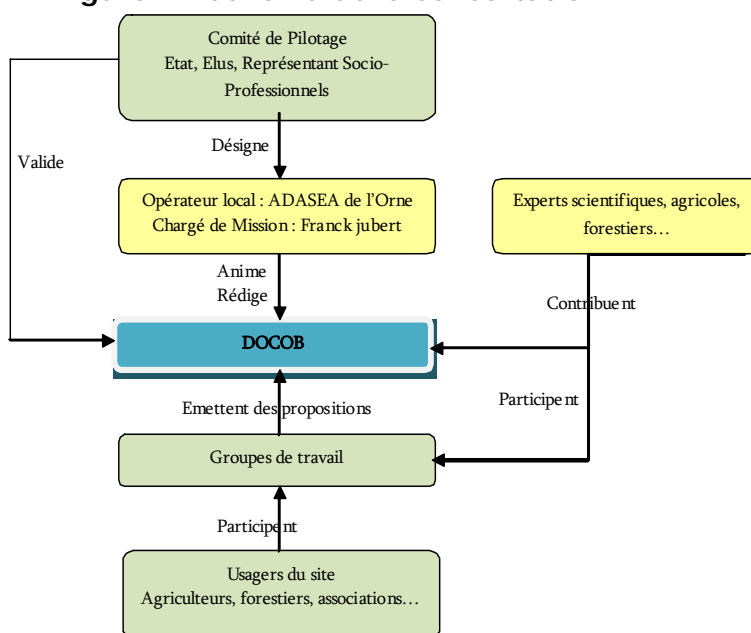 Comité de Pilotage
Etat, Elus, Représentant Socio-
Professionnels
Désigne
Valide
Opérateur local : ADASEA de l'Orne
Chargé de Mission : Franck jubert
Experts scientifiques, agricoles,
forestiers…
Anime
Rédige
Contribuent
DOCOB
Participent
Emettent des propositions
Groupes de travail
Participent
Usagers du site
Agriculteurs, forestiers, associations…